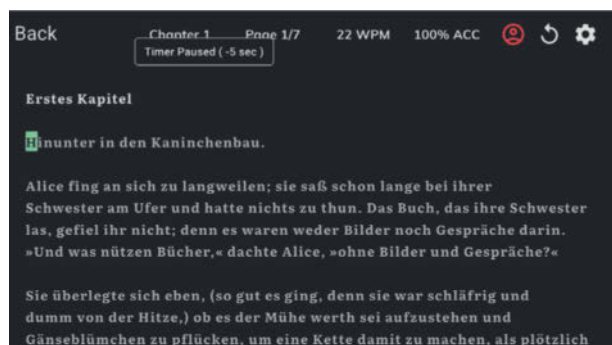 Back Chapter 1 Page 1/7 22 WPM 100% ACC
Timer Paused ( -5 sec )
Erstes Kapitel
Hinunter in den Kaninchenbau.
Alice fing an sich zu langweilen; sie saß schon lange bei ihrer
Schwester am Ufer und hatte nichts zu thun. Das Buch, das ihre Schwester
las, gefiel ihr nicht; denn es waren weder Bilder noch Gespräche darin.
»Und was nützen Bücher,« dachte Alice, »ohne Bilder und Gespräche?«
Sie überlegte sich eben, (so gut es ging, denn sie war schläfrig und
dumm von der Hitze,) ob es der Mühe werth sei aufzustehen und
Gänseblümchen zu pflücken, um eine Kette damit zu machen, als plötzlich